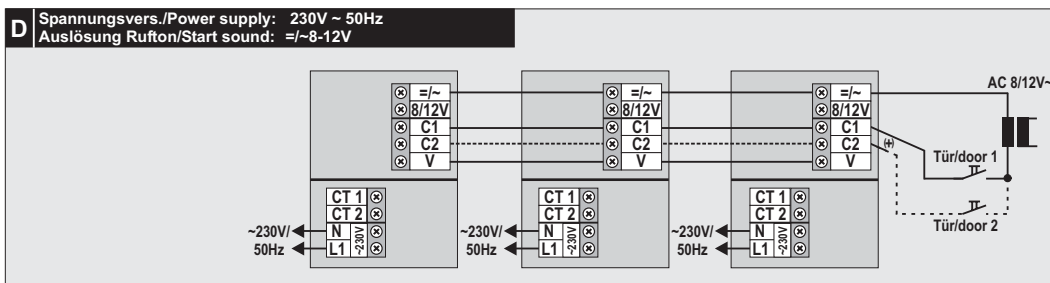 D
Spannungsvers./Power supply: 230V ~ 50Hz
Auslösung Rufton/Start sound: =/~8-12V
=/~
8/12V
C1
C2
V
CT 1
CT 2
N
L1
~230V
~230V/
50Hz
=/~
8/12V
C1
C2
V
CT 1
CT 2
N
L1
~230V
~230V/
50Hz
=/~
8/12V
C1
C2
V
CT 1
CT 2
N
L1
~230V
~230V/
50Hz
AC 8/12V~
(+)
Tür/door 1
Tür/door 2